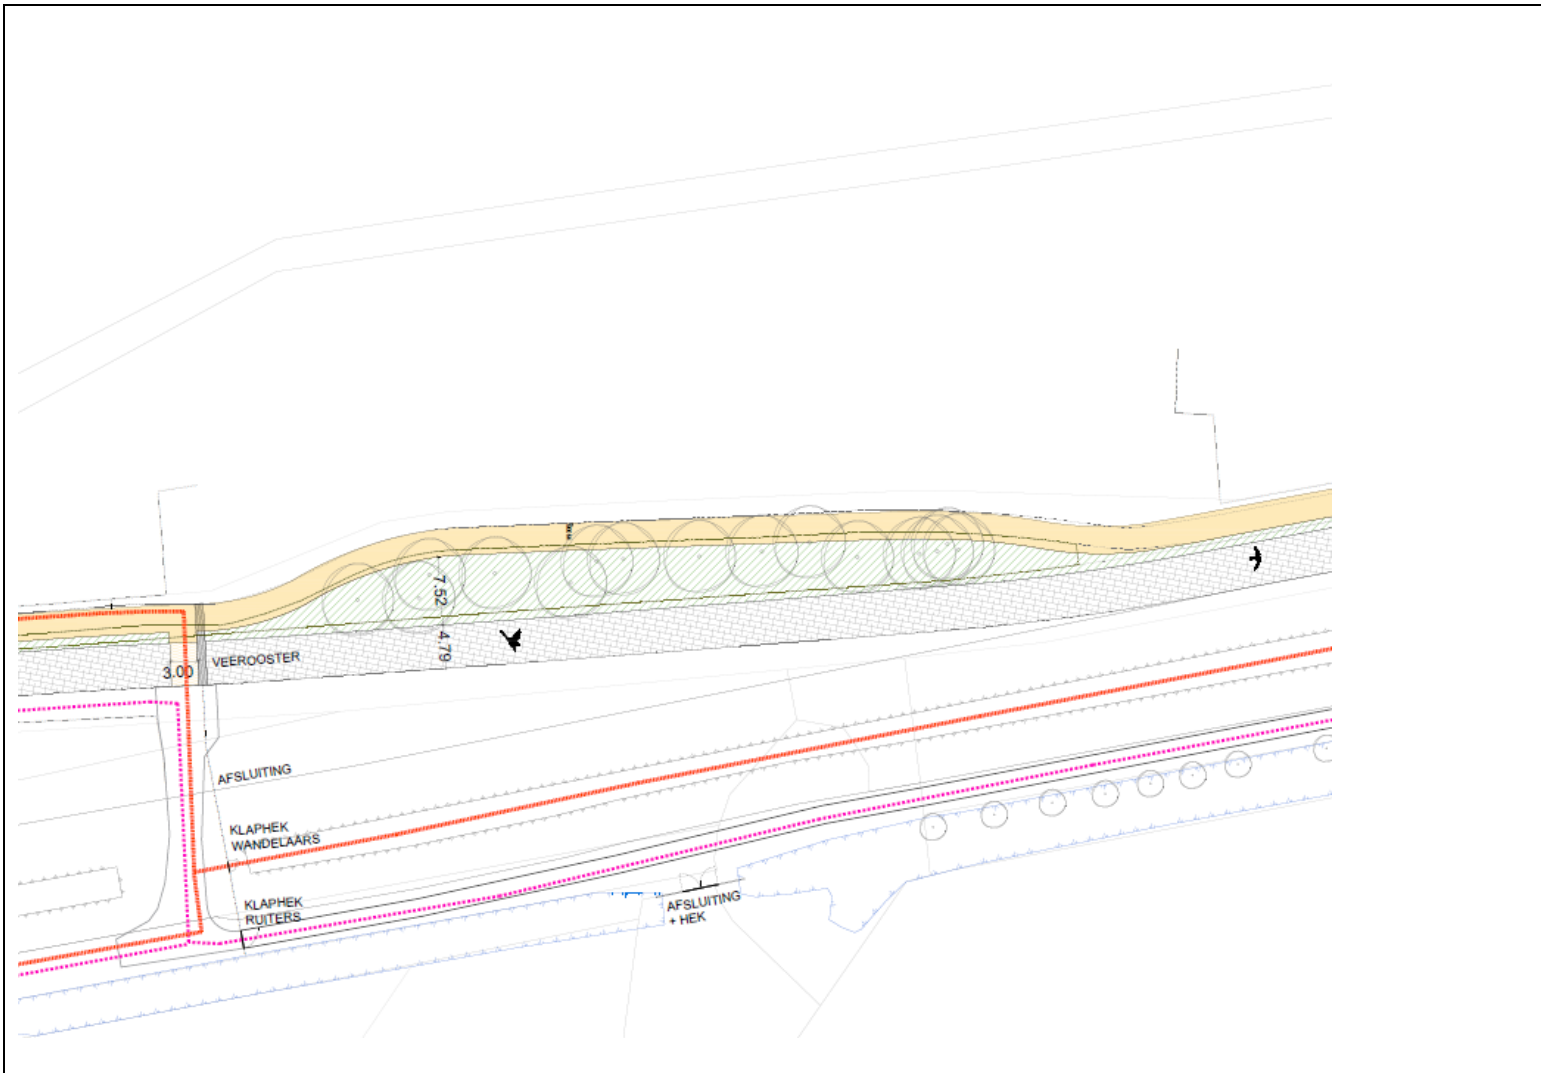 7.52
4.79
VEEROOSTER
3.00
AFSLUITING
KLAPHEK
WANDELAARS
KLAPHEK
RUITERS
AFSLUITING
+ HEK